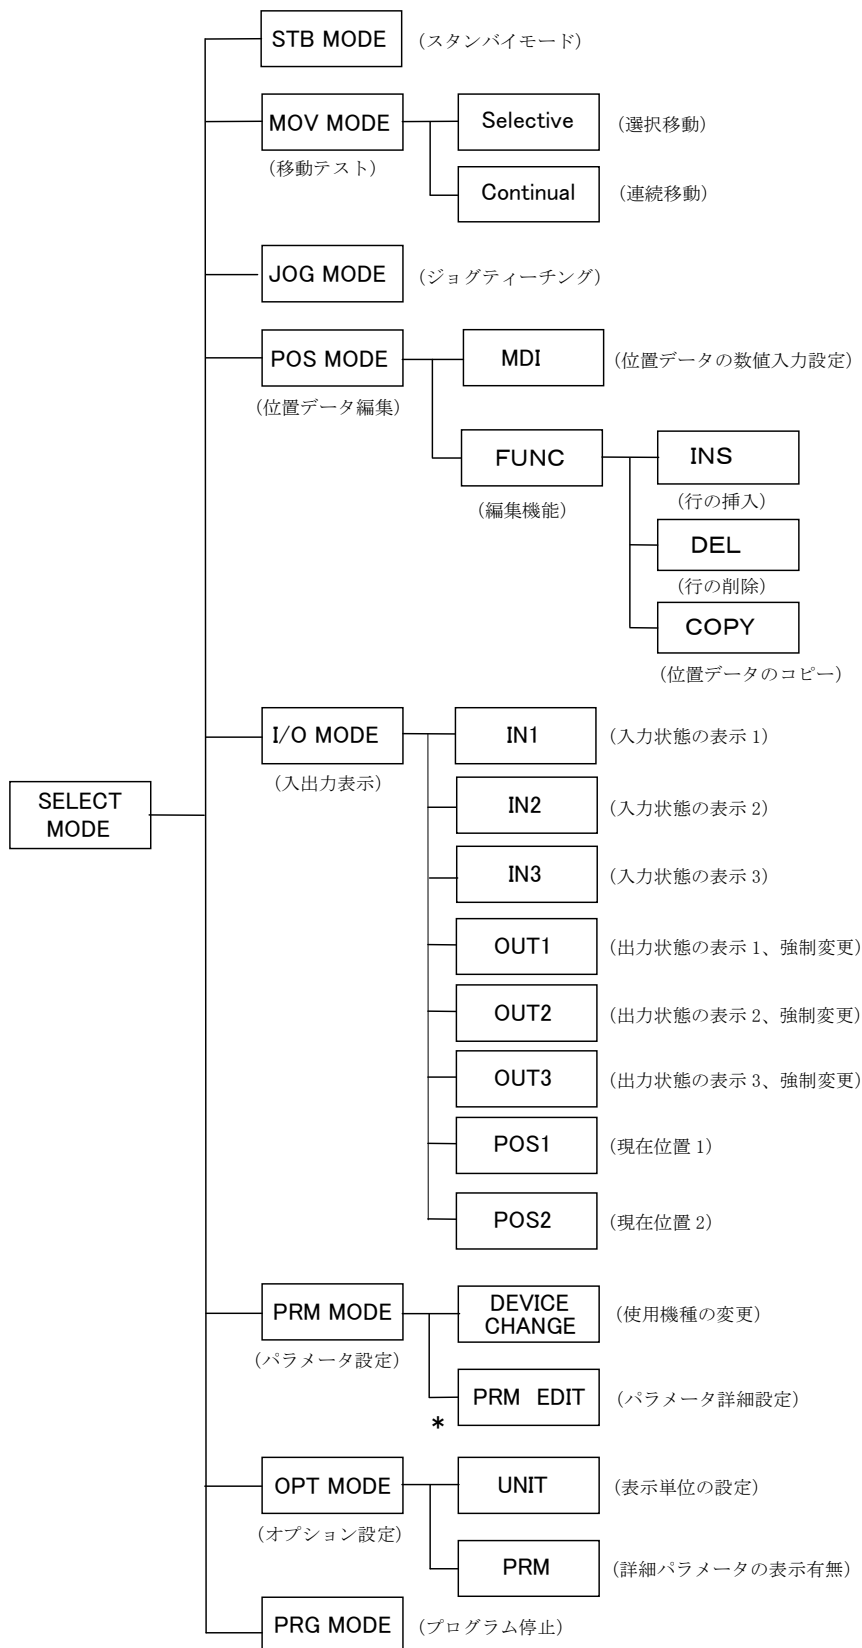 STB MODE (スタンバイモード)
MOV MODE
(移動テスト)
Selective (選択移動)
Continual (連続移動)
JOG MODE (ジョグティーチング)
POS MODE
(位置データ編集)
MDI (位置データの数値入力設定)
FUNC
(編集機能)
INS
(行の挿入)
DEL
(行の削除)
COPY
(位置データのコピー)
I/O MODE
(入出力表示)
IN1 (入力状態の表示 1)
SELECT
MODE
IN2 (入力状態の表示 2)
IN3 (入力状態の表示 3)
OUT1 (出力状態の表示 1、強制変更)
OUT2 (出力状態の表示 2、強制変更)
OUT3 (出力状態の表示 3、強制変更)
POS1 (現在位置 1)
POS2 (現在位置 2)
PRM MODE
(パラメータ設定)
DEVICE
CHANGE
(使用機種の変更)
PRM EDIT (パラメータ詳細設定)
*
OPT MODE
(オプション設定)
UNIT (表示単位の設定)
PRM (詳細パラメータの表示有無)
PRG MODE (プログラム停止)